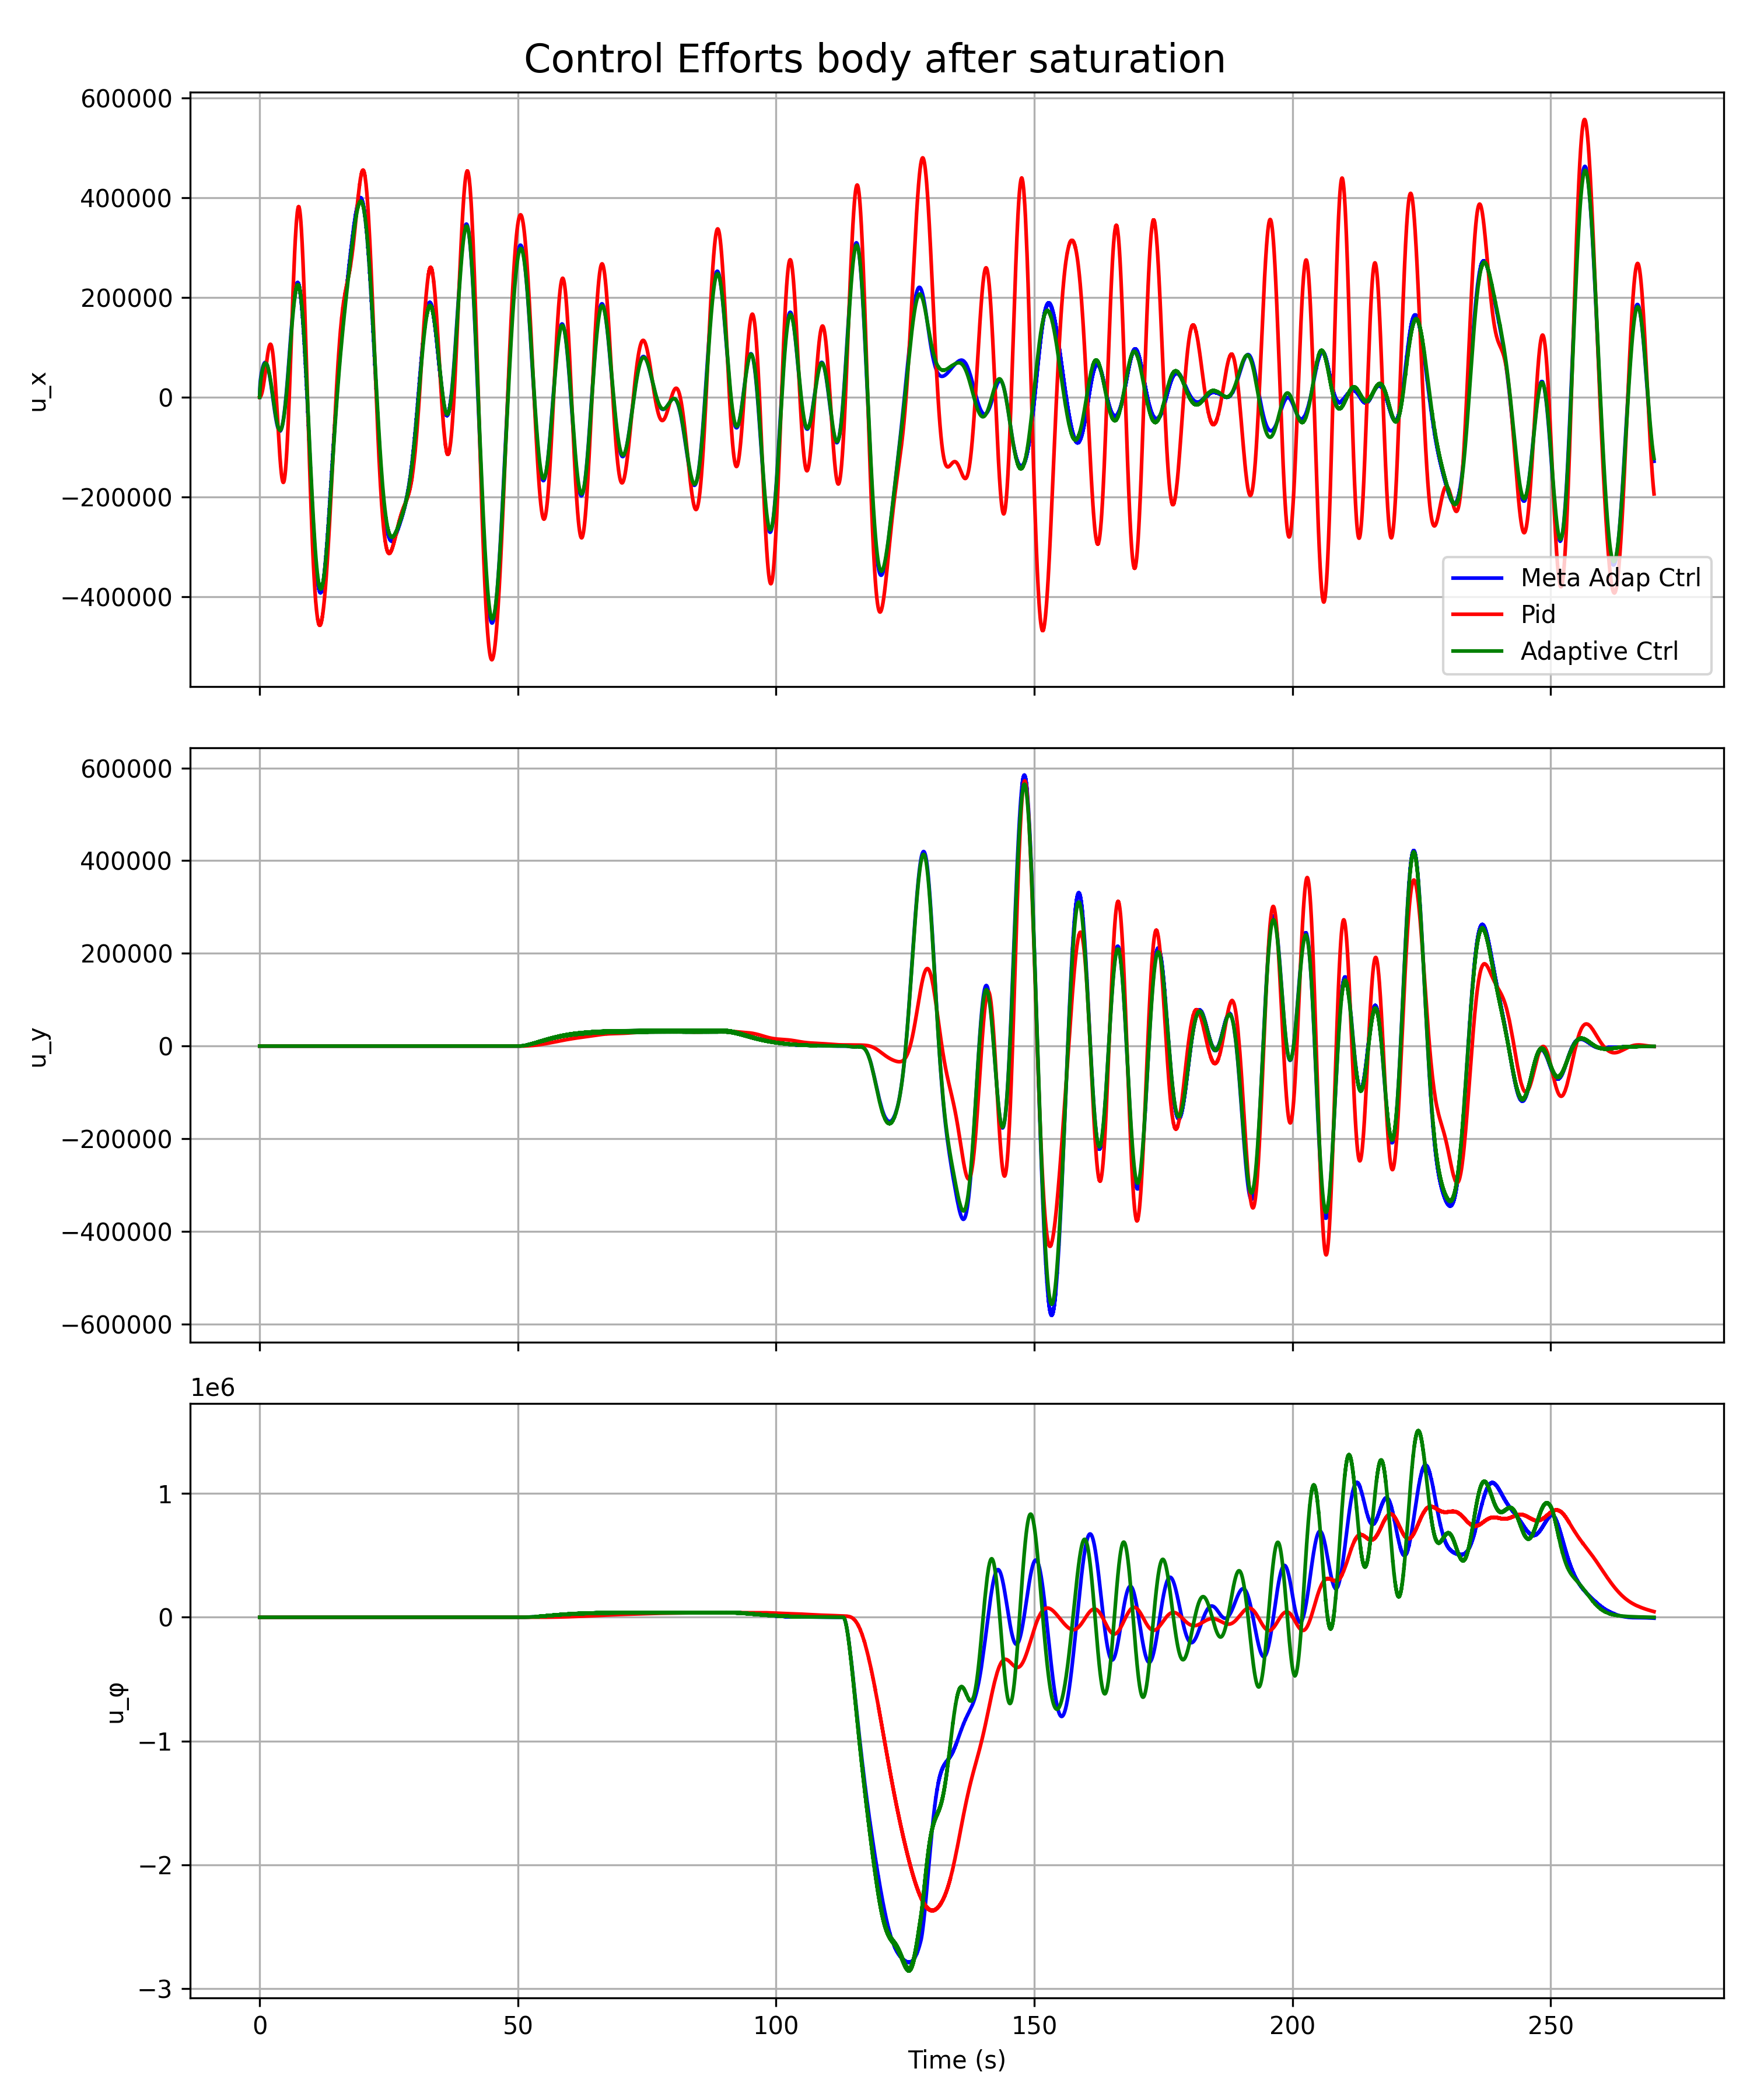 Control Efforts body after saturation
600000
400000
200000
0
−200000
−400000
u_x
Meta Adap Ctrl
Pid
Adaptive Ctrl
600000
400000
200000
0
−200000
−400000
−600000
u_y
1e6
1
0
−1
−2
−3
u_φ
0 50 100 150 200 250
Time (s)